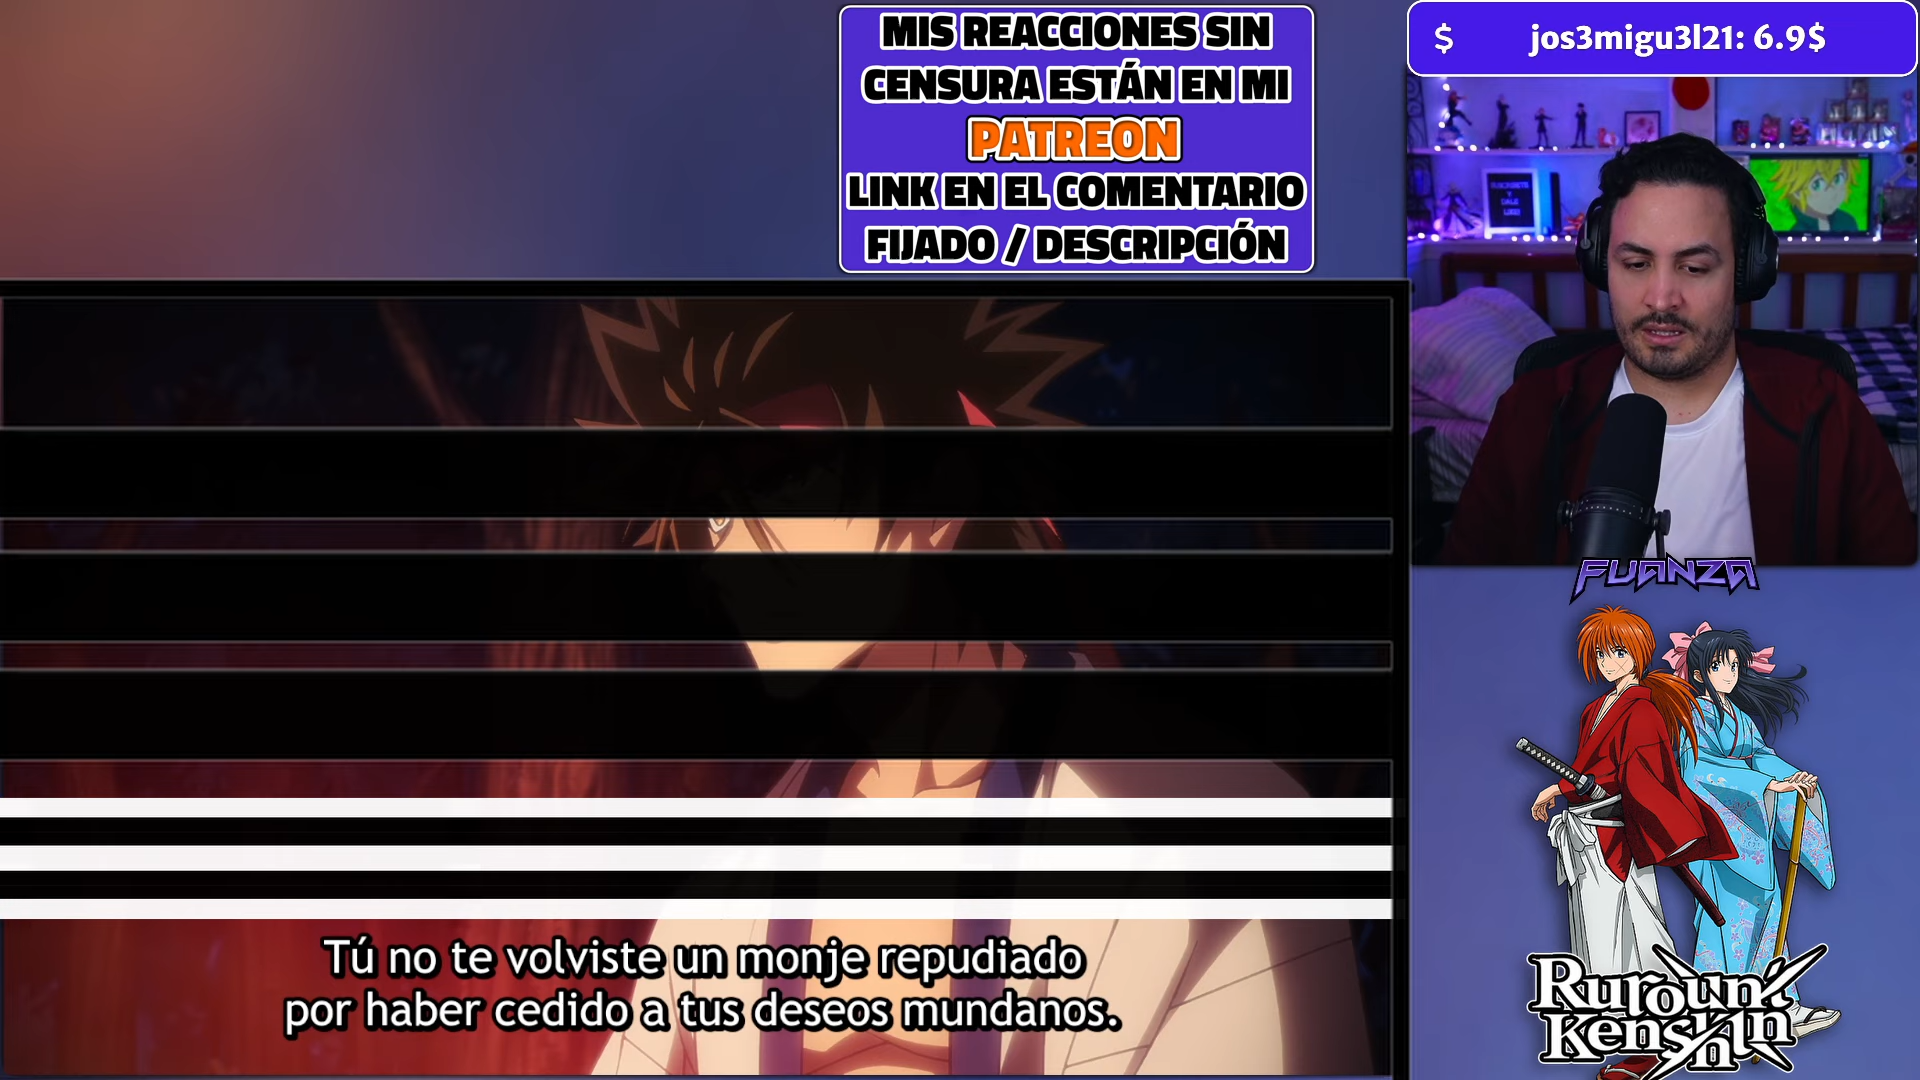 MIS REACCIONES SIN
CENSURA ESTÁN EN MI
PATREON
LINK EN EL COMENTARIO
FIJADO / DESCRIPCIÓN
$ jos3migu3l21: 6.9$
FUANZA
Rurouni
Kenshin
Tú no te volviste un monje repudiado
por haber cedido a tus deseos mundanos.